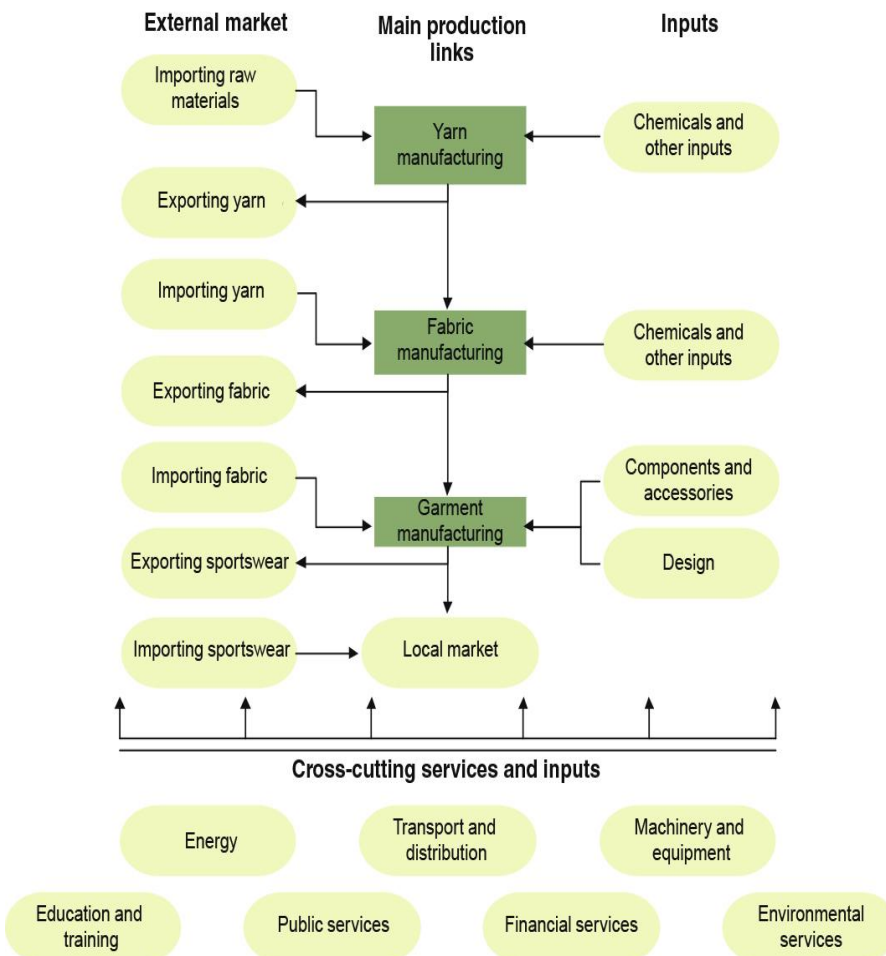 External market
Main production
links
Inputs
Importing raw
materials
Yarn
manufacturing
Chemicals and
other inputs
Exporting yarn
Importing yarn
Fabric
manufacturing
Chemicals and
other inputs
Exporting fabric
Importing fabric
Garment
manufacturing
Components and
accessories
Exporting sportswear
Design
Importing sportswear
Local market
Cross-cutting services and inputs
Energy
Transport and
distribution
Machinery and
equipment
Education and
training
Public services
Financial services
Environmental
services